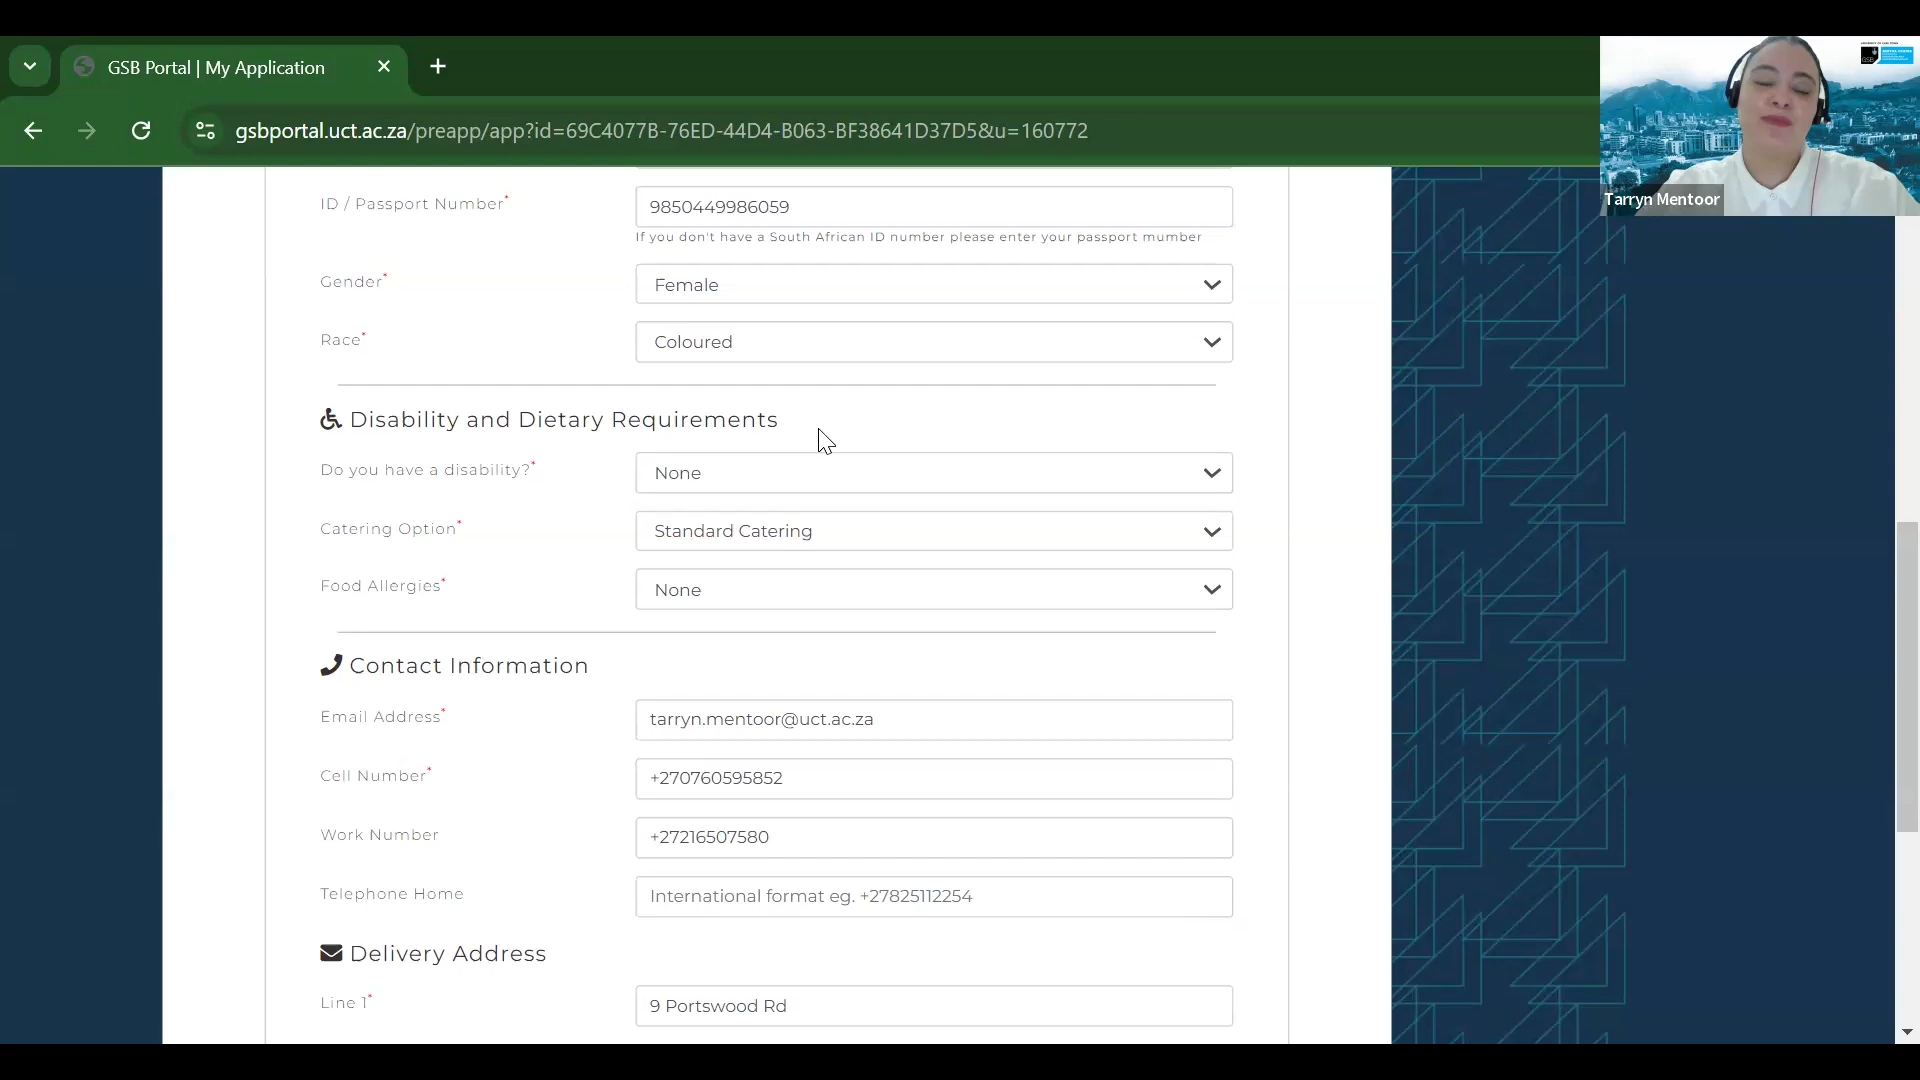 GSB Portal | My Application
gsbportal.uct.ac.za/preapp/app?id=69C4077B-76ED-44D4-B063-BF38641D37D5&u=160772
GSB
Tarryn Mentoor
ID / Passport Number*
9850449986059
If you don't have a South African ID number please enter your passport mumber
Gender*
Female
Race*
Coloured
Disability and Dietary Requirements
Do you have a disability?*
None
Catering Option*
Standard Catering
Food Allergies*
None
Contact Information
Email Address*
tarryn.mentoor@uct.ac.za
Cell Number*
+270760595852
Work Number
+27216507580
Telephone Home
International format eg. +27825112254
Delivery Address
Line 1*
9 Portswood Rd